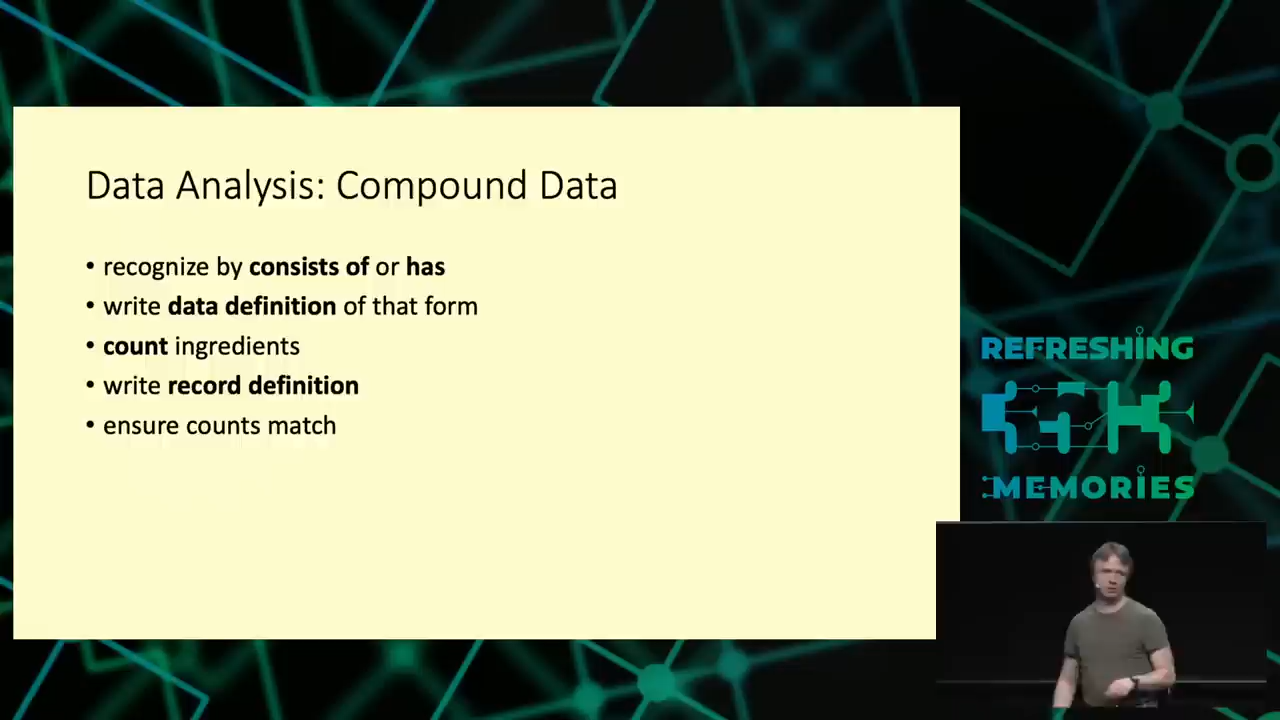 Data Analysis: Compound Data
• recognize by consists of or has
• write data definition of that form
• count ingredients
• write record definition
• ensure counts match
REFRESHING
MEMORIES